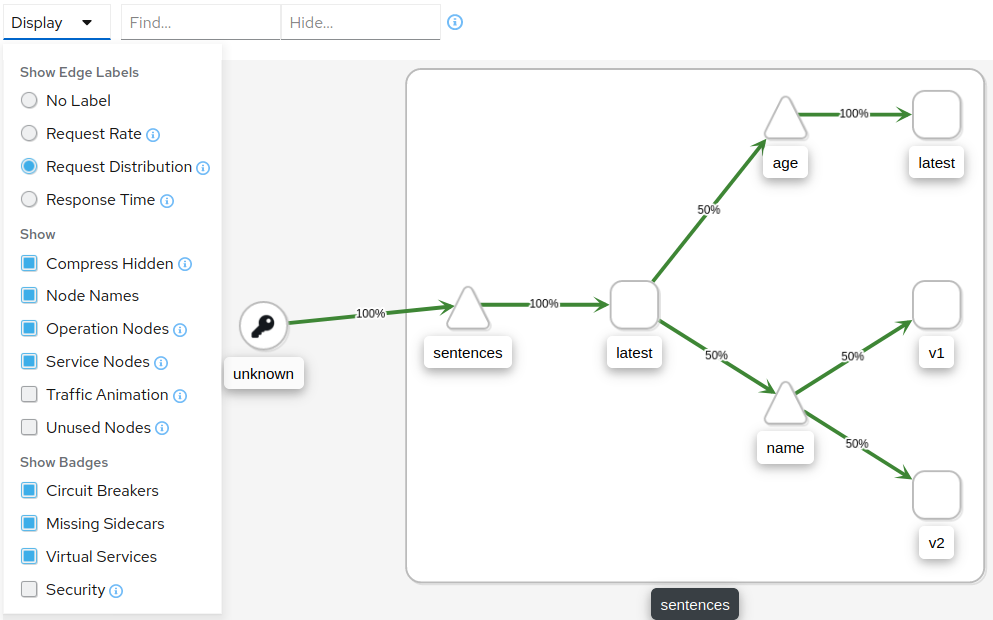 Display
Find...
Hide...
Show Edge Labels
No Label
Request Rate
Request Distribution
Response Time
Show
Compress Hidden
Node Names
Operation Nodes
Service Nodes
Traffic Animation
Unused Nodes
Show Badges
Circuit Breakers
Missing Sidecars
Virtual Services
Security
unknown
100%
sentences
100%
latest
50%
age
100%
latest
50%
name
50%
v1
50%
v2
sentences